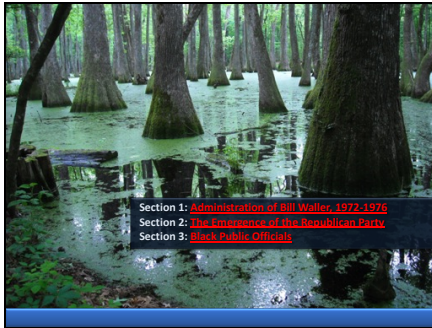 Section 1: Administration of Bill Waller, 1972-1976
Section 2: The Emergence of the Republican Party
Section 3: Black Public Officials